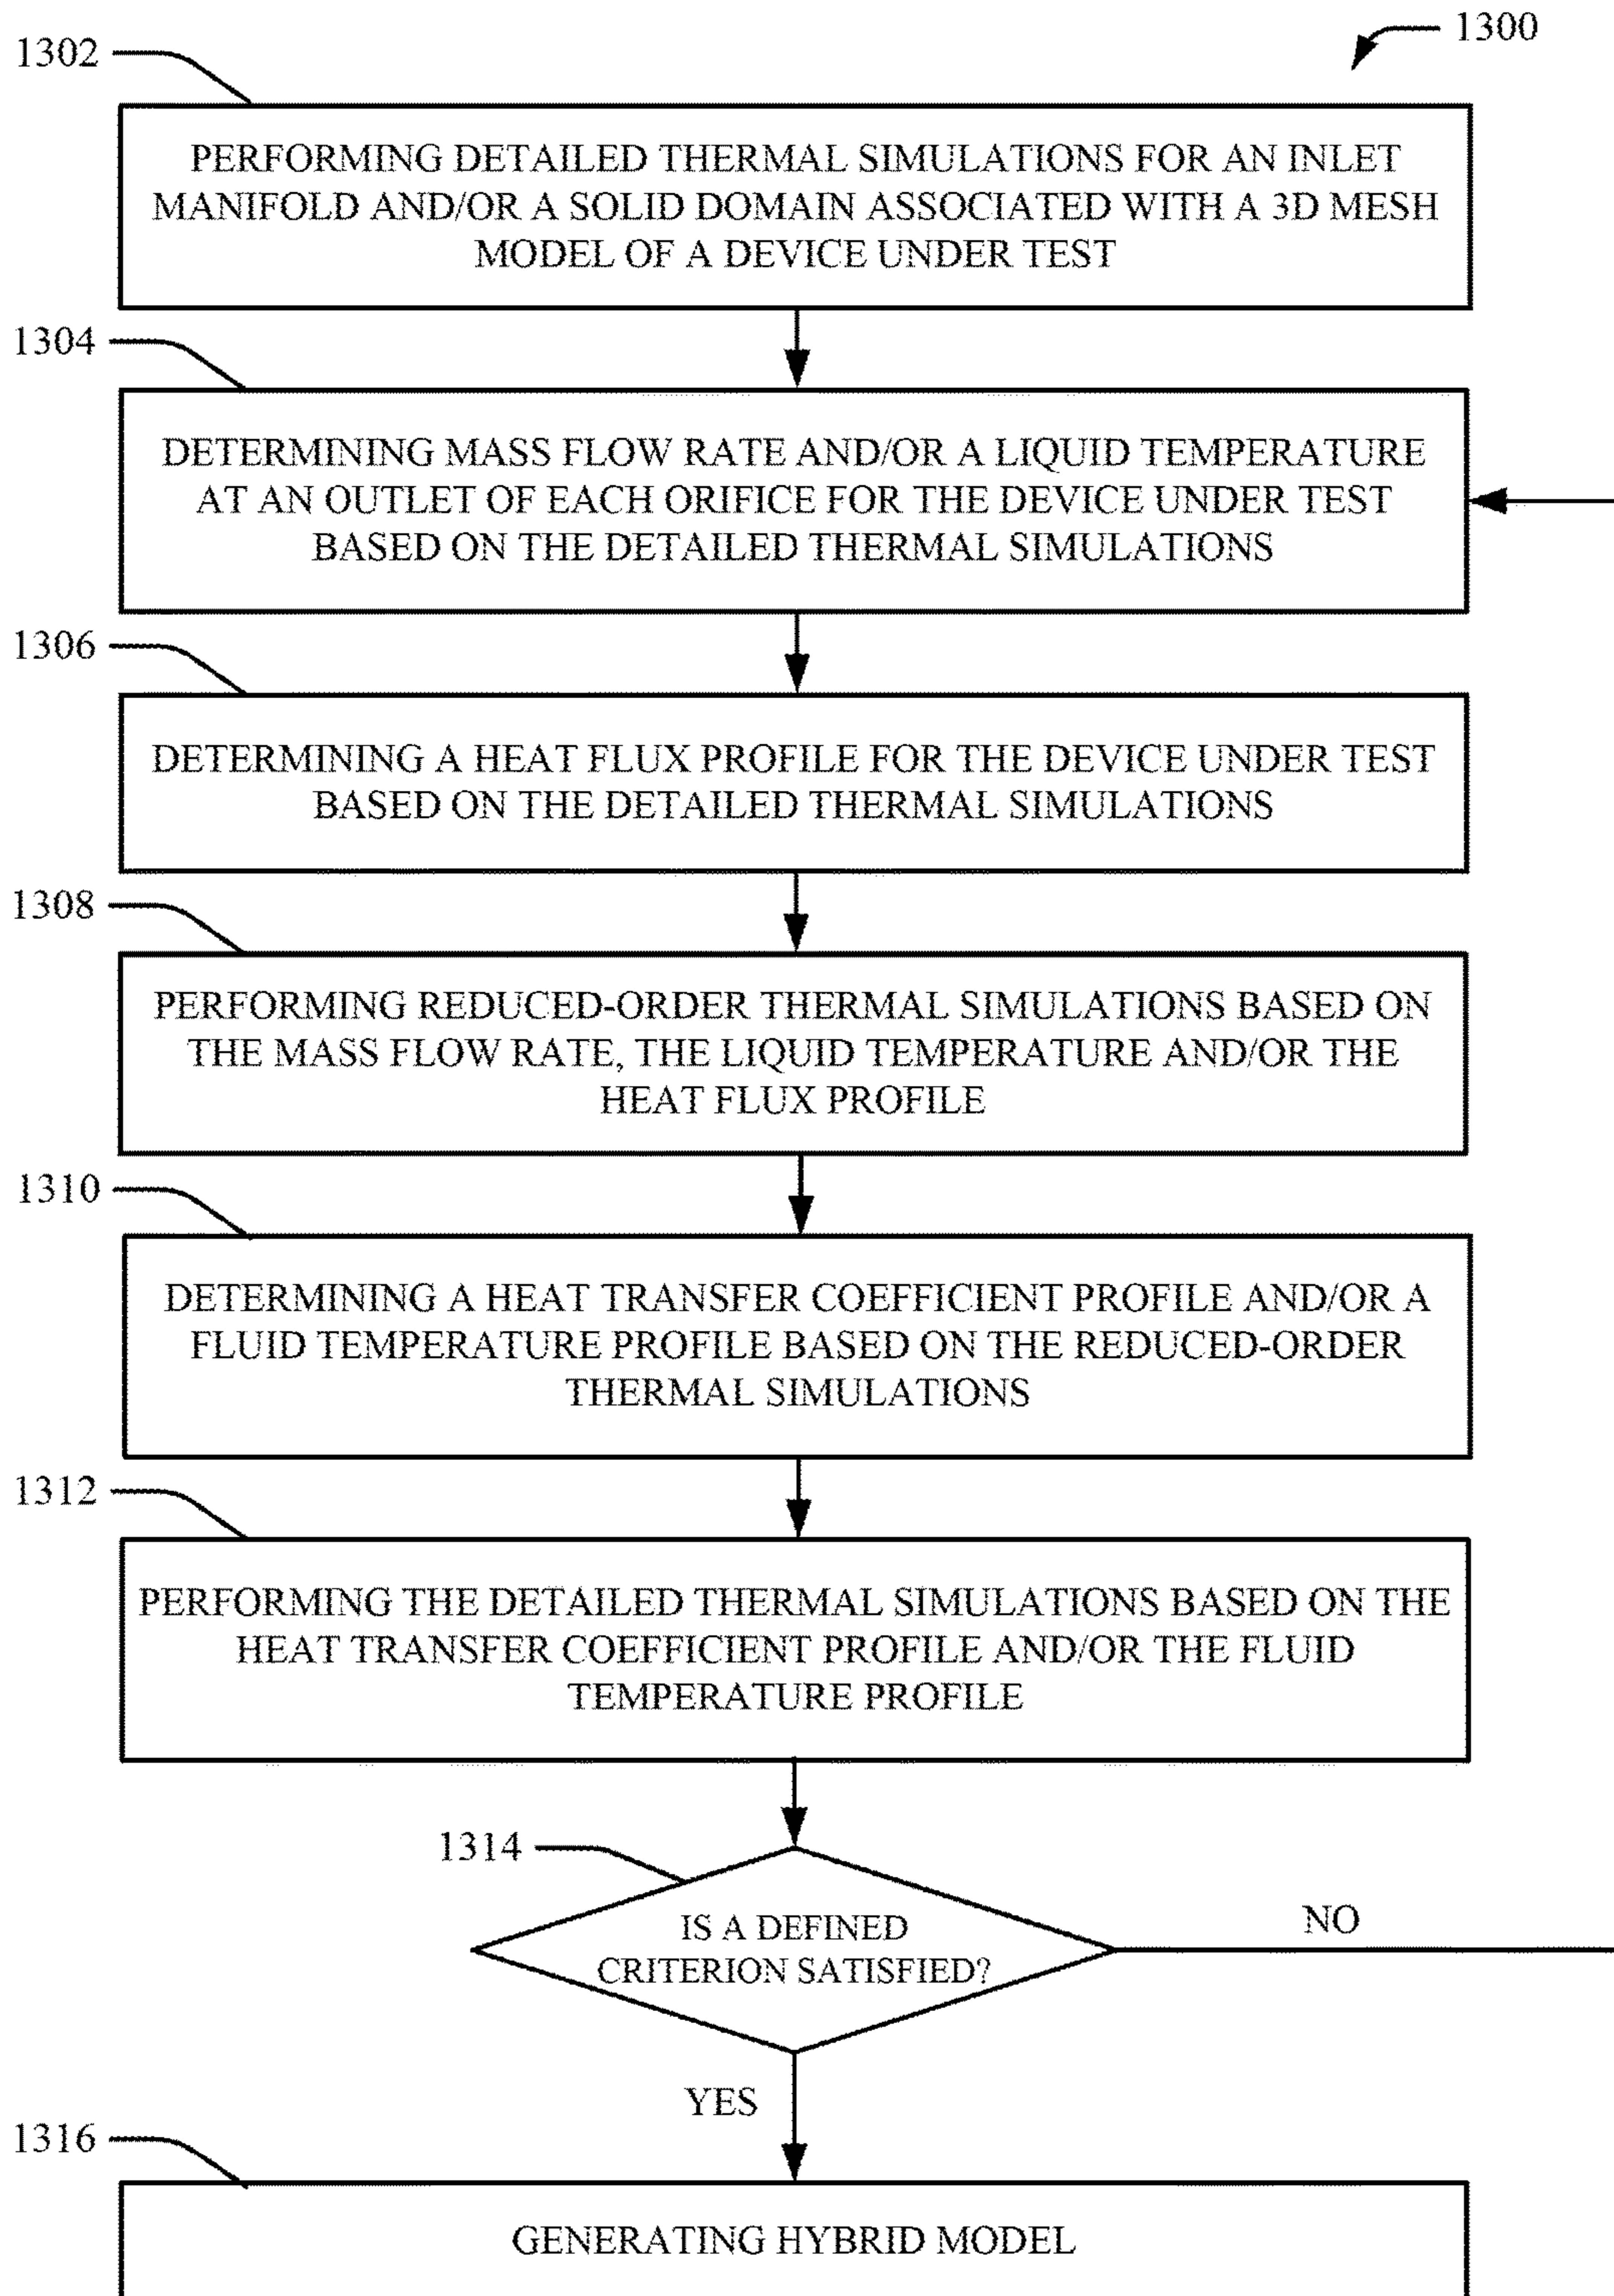 1300
1302
PERFORMING DETAILED THERMAL SIMULATIONS FOR AN INLET
MANIFOLD AND/OR A SOLID DOMAIN ASSOCIATED WITH A 3D MESH
MODEL OF A DEVICE UNDER TEST
1304
DETERMINING MASS FLOW RATE AND/OR A LIQUID TEMPERATURE
AT AN OUTLET OF EACH ORIFICE FOR THE DEVICE UNDER TEST
BASED ON THE DETAILED THERMAL SIMULATIONS
1306
DETERMINING A HEAT FLUX PROFILE FOR THE DEVICE UNDER TEST
BASED ON THE DETAILED THERMAL SIMULATIONS
1308
PERFORMING REDUCED-ORDER THERMAL SIMULATIONS BASED ON
THE MASS FLOW RATE, THE LIQUID TEMPERATURE AND/OR THE
HEAT FLUX PROFILE
1310
DETERMINING A HEAT TRANSFER COEFFICIENT PROFILE AND/OR A
FLUID TEMPERATURE PROFILE BASED ON THE REDUCED-ORDER
THERMAL SIMULATIONS
1312
PERFORMING THE DETAILED THERMAL SIMULATIONS BASED ON THE
HEAT TRANSFER COEFFICIENT PROFILE AND/OR THE FLUID
TEMPERATURE PROFILE
1314
IS A DEFINED
CRITERION SATISFIED?
NO
YES
1316
GENERATING HYBRID MODEL